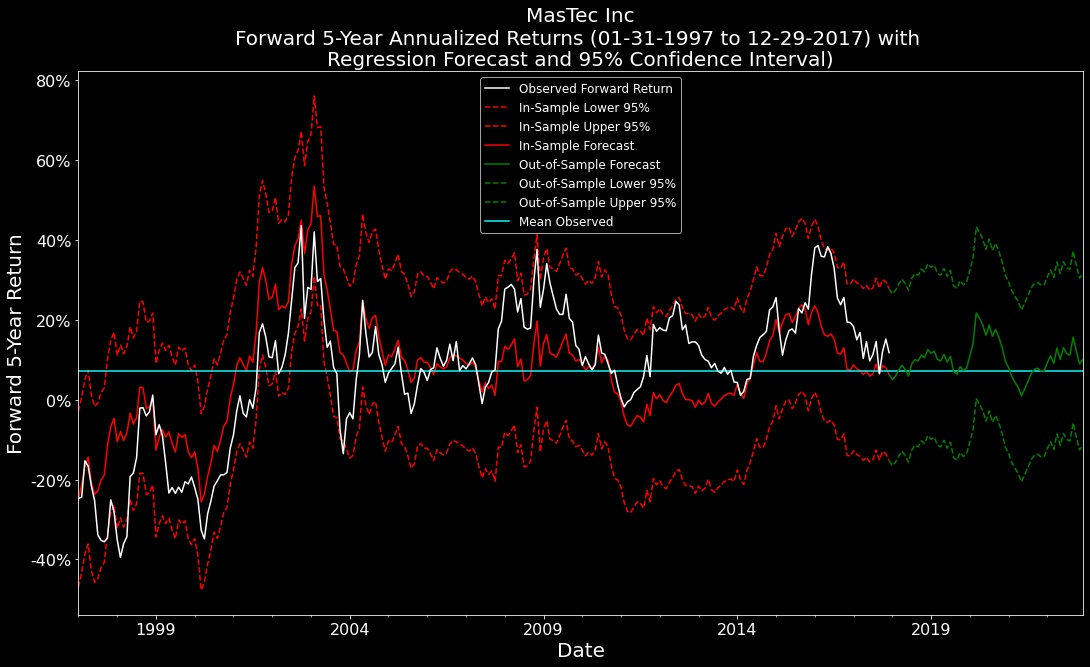 MasTec Inc
Forward 5-Year Annualized Returns (01-31-1997 to 12-29-2017) with
Regression Forecast and 95% Confidence Interval)
80%
60%
40%
20%
0%
-20%
-40%
Forward 5-Year Return
Observed Forward Return
In-Sample Lower 95%
In-Sample Upper 95%
In-Sample Forecast
Out-of-Sample Forecast
Out-of-Sample Lower 95%
Out-of-Sample Upper 95%
Mean Observed
1999
2004
2009
2014
2019
Date